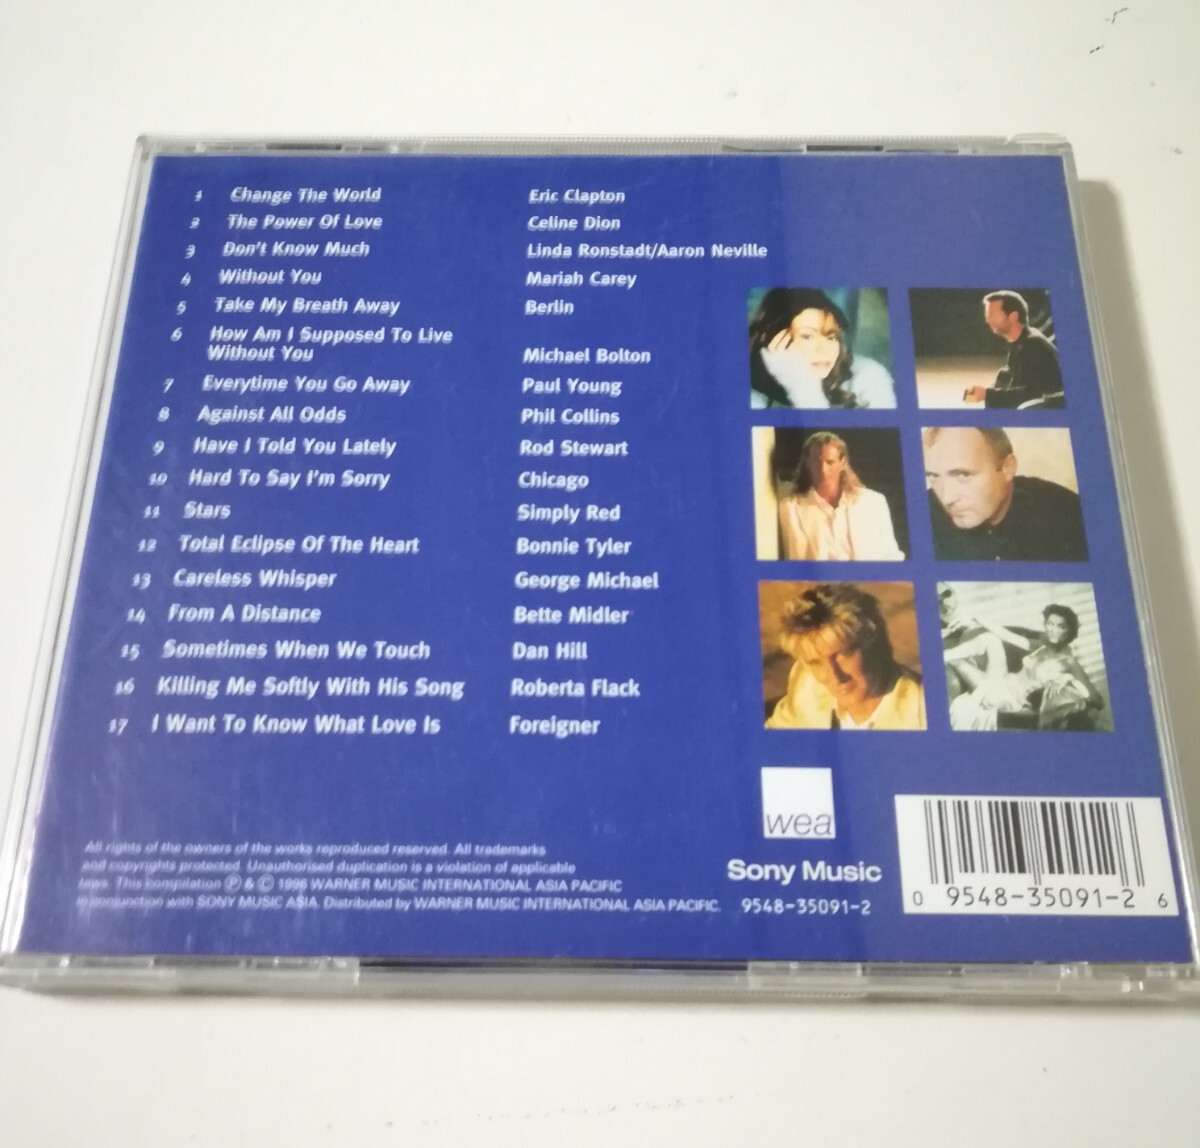 1 Change The World Eric Clapton
2 The Power Of Love Celine Dion
3 Don't Know Much Linda Ronstadt/Aaron Neville
4 Without You Mariah Carey
5 Take My Breath Away Berlin
6 How Am I Supposed To Live
Without You Michael Bolton
7 Everytime You Go Away Paul Young
8 Against All Odds Phil Collins
9 Have I Told You Lately Rod Stewart
10 Hard To Say I'm Sorry Chicago
11 Stars Simply Red
12 Total Eclipse Of The Heart Bonnie Tyler
13 Careless Whisper George Michael
14 From A Distance Bette Midler
15 Sometimes When We Touch Dan Hill
16 Killing Me Softly With His Song Roberta Flack
17 I Want To Know What Love Is Foreigner
All rights of the owners of the works reproduced reserved. All trademarks
and copyrights protected. Unauthorised duplication is a violation of applicable
laws. This compilation ℗ & © 1996 WARNER MUSIC INTERNATIONAL ASIA PACIFIC
in conjunction with SONY MUSIC ASIA. Distributed by WARNER MUSIC INTERNATIONAL ASIA PACIFIC.
wea
Sony Music
9548-35091-2
0 9548-35091-2 6